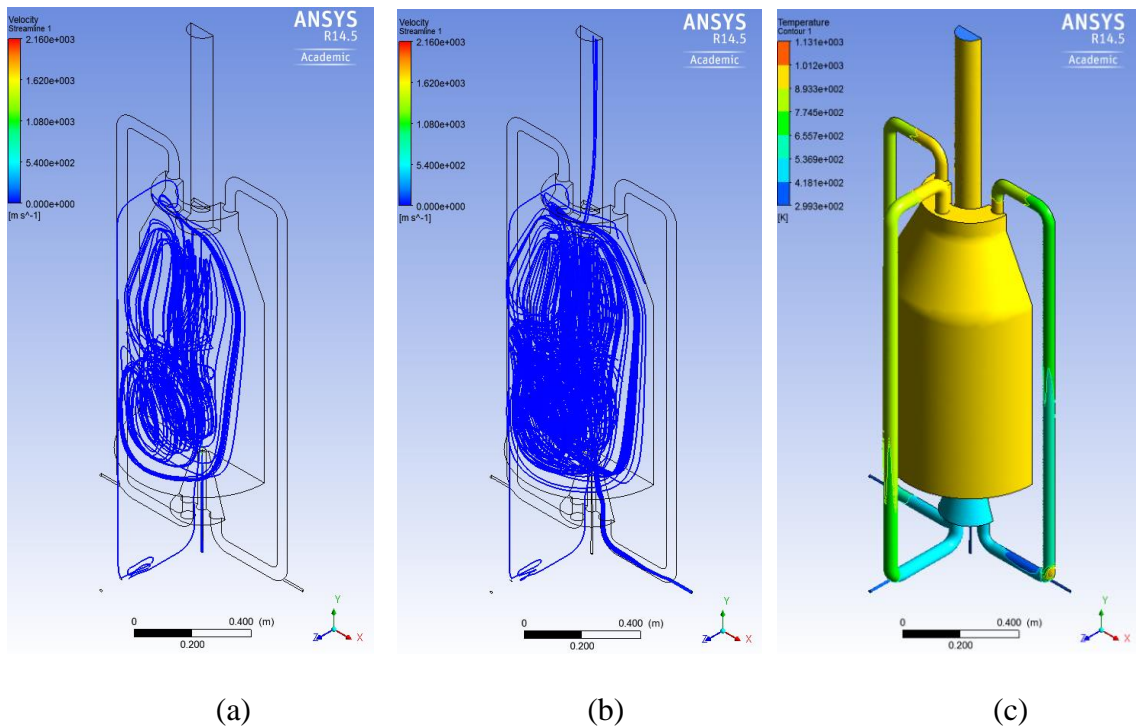 Velocity
Streamline 1
2.160e+003
1.620e+003
1.080e+003
5.400e+002
0.000e+000
[m s^-1]
ANSYS
R14.5
Academic
0 0.400 (m)
0.200
Y
Z X
Velocity
Streamline 1
2.160e+003
1.620e+003
1.080e+003
5.400e+002
0.000e+000
[m s^-1]
ANSYS
R14.5
Academic
0 0.400 (m)
0.200
Y
Z X
Temperature
Contour 1
1.131e+003
1.012e+003
8.933e+002
7.745e+002
6.557e+002
5.369e+002
4.181e+002
2.993e+002
[K]
ANSYS
R14.5
Academic
0 0.400 (m)
0.200
Y
Z X
(a) (b) (c)